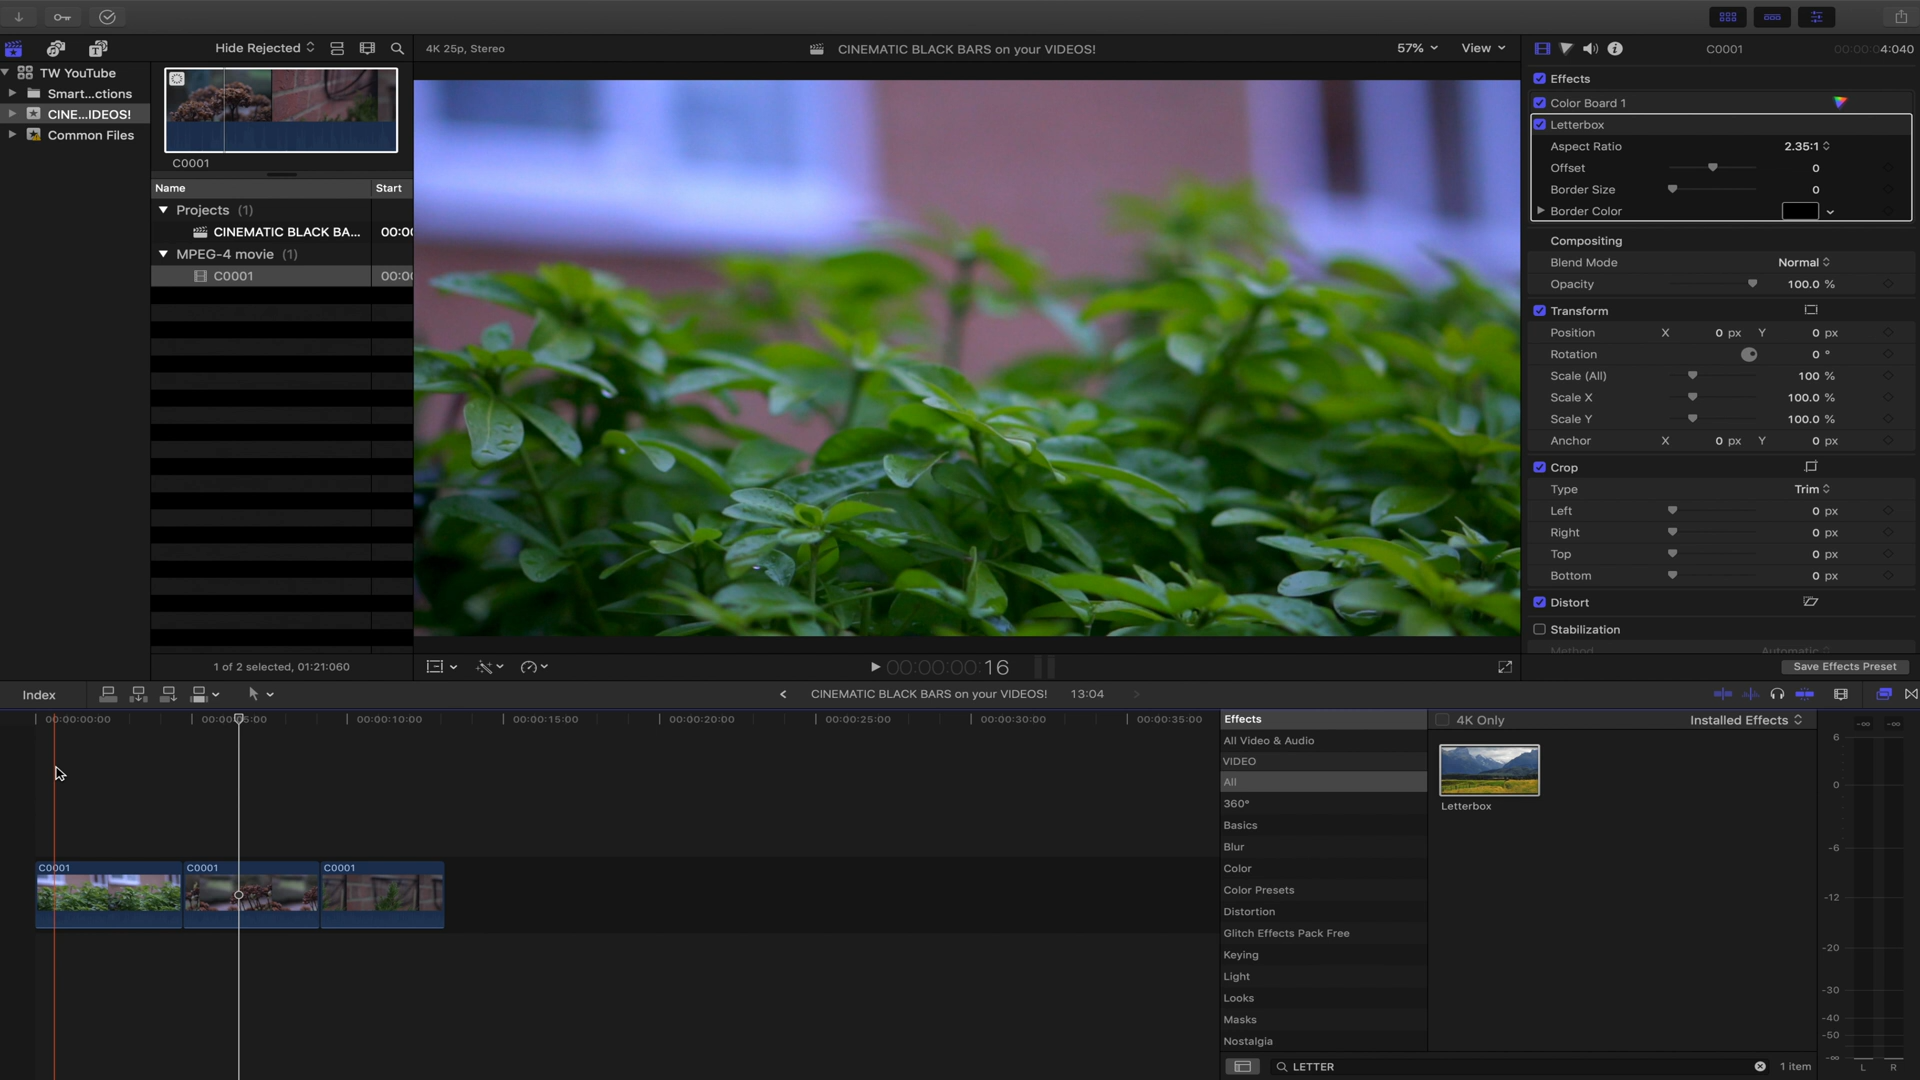 Hide Rejected
4K 25p, Stereo
CINEMATIC BLACK BARS on your VIDEOS!
57%
View
C0001
00:00:04:040
TW YouTube
Smart...ctions
CINE...IDEOS!
Common Files
C0001
Name
Start
Projects (1)
CINEMATIC BLACK BA...
00:00
MPEG-4 movie (1)
C0001
00:00
1 of 2 selected, 01:21:060
00:00:00:16
Effects
Color Board 1
Letterbox
Aspect Ratio
2.35:1
Offset
0
Border Size
0
Border Color
Compositing
Blend Mode
Normal
Opacity
100.0 %
Transform
Position
X
0 px
Y
0 px
Rotation
0 °
Scale (All)
100 %
Scale X
100.0 %
Scale Y
100.0 %
Anchor
X
0 px
Y
0 px
Crop
Type
Trim
Left
0 px
Right
0 px
Top
0 px
Bottom
0 px
Distort
Stabilization
Method
Automatic
Save Effects Preset
Index
CINEMATIC BLACK BARS on your VIDEOS!
13:04
00:00:00:00
00:00:10:00
00:00:15:00
00:00:20:00
00:00:25:00
00:00:30:00
00:00:35:00
C0001
C0001
C0001
Effects
All Video & Audio
VIDEO
All
360°
Basics
Blur
Color
Color Presets
Distortion
Glitch Effects Pack Free
Keying
Light
Looks
Masks
Nostalgia
4K Only
Installed Effects
Letterbox
LETTER
1 item
-∞
-∞
6
0
-6
-12
-20
-30
-40
-50
-∞
L
R